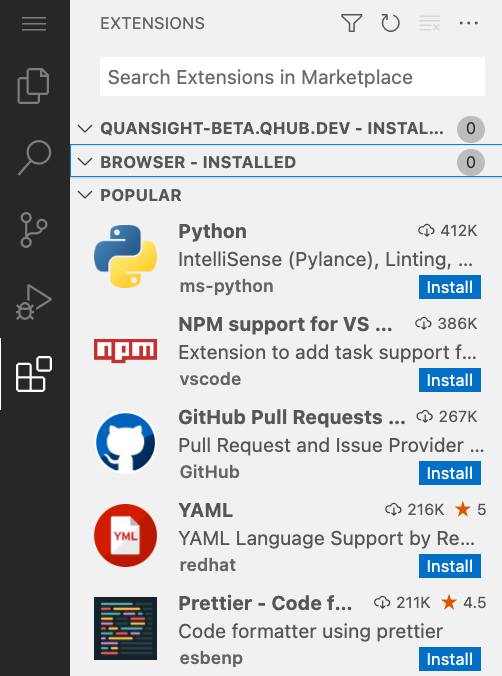 EXTENSIONS
Search Extensions in Marketplace
QUANSIGHT-BETA.QHUB.DEV - INSTAL... 0
BROWSER - INSTALLED 0
POPULAR
Python 412K
IntelliSense (Pylance), Linting, ...
ms-python Install
npm
NPM support for VS ... 386K
Extension to add task support f...
vscode Install
GitHub Pull Requests ... 267K
Pull Request and Issue Provider ...
GitHub Install
YML
YAML 216K 5
YAML Language Support by Re...
redhat Install
Prettier - Code f... 211K 4.5
Code formatter using prettier
esbenp Install